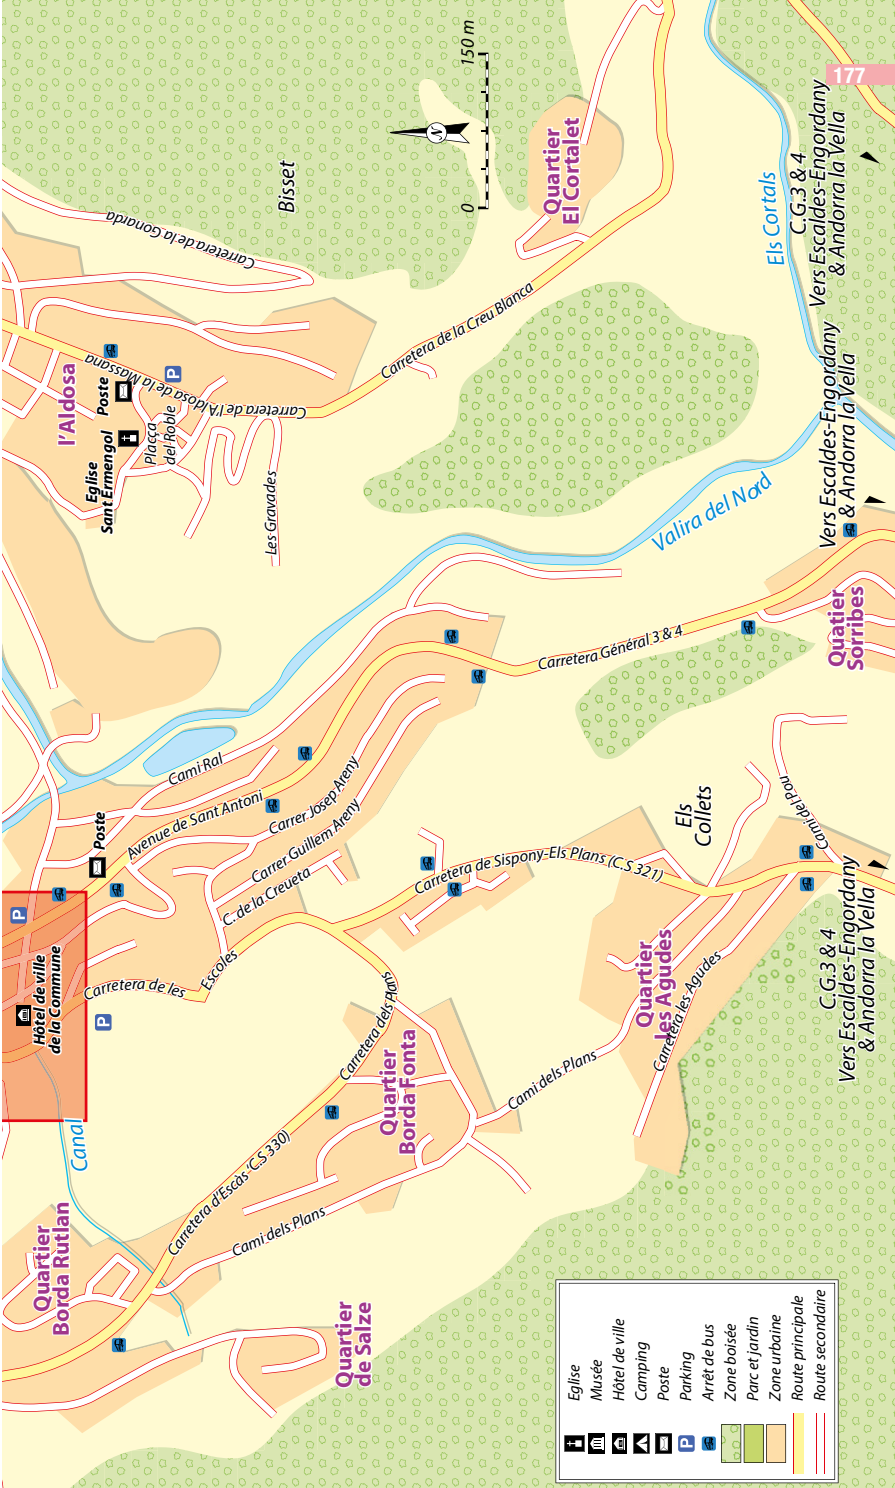 177
150 m
0
N
Bisset
Carretera de la Gonarda
Quartier
El Cortalet
Els Cortals
C.G.3 & 4
Vers Escaldes-Engordany
& Andorra la Vella
Carretera de la Creu Blanca
l'Aldosa
Poste
P
Carretera de l'Aldosa de la Massana
Placça
del Roble
Eglise
Sant Ermengol
Les Gravades
Vers Escaldes-Engordany
& Andorra la Vella
Valira del Nord
Quatier
Sorribes
Carretera Général 3 & 4
Cami Ral
Avenue de Sant Antoni
Carrer Josep Areny
Carrer Guillem Areny
C. de la Creueta
Poste
P
Hôtel de ville
de la Commune
P
Carretera de les
Escoles
Carretera de Sispony Els Plans (C.S 321)
Els
Collets
Cami del Pou
C.G.3 & 4
Vers Escaldes-Engordany
& Andorra la Vella
Quartier
les Agudes
Carretera les Agudes
Carretera dels Plans
Quartier
Borda Fonta
Cami dels Plans
Carretera d'Escàs (C.S 330)
Cami dels Plans
Canal
Quartier
Borda Rutlan
Quartier
de Salze
Eglise
Musée
Hôtel de ville
Camping
Poste
P Parking
Arrêt de bus
Zone boisée
Parc et jardin
Zone urbaine
Route principale
Route secondaire